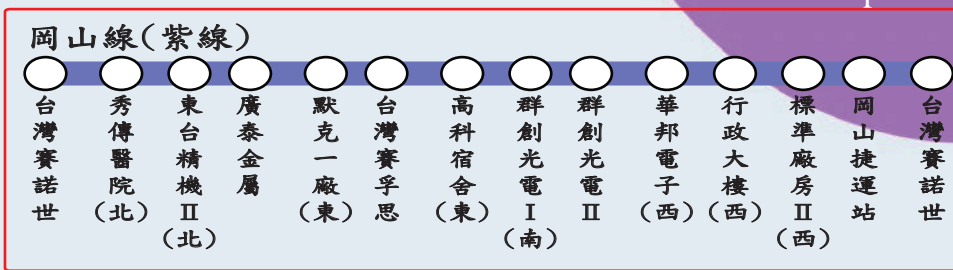 岡山線(紫線)
台灣賽諾世
秀傳醫院(北)
東台精機II(北)
廣泰金屬
默克一廠(東)
台灣賽孚思
高科宿舍(東)
群創光電I(南)
群創光電II
華邦電子(西)
行政大樓(西)
標準廠房II(西)
岡山捷運站
台灣賽諾世